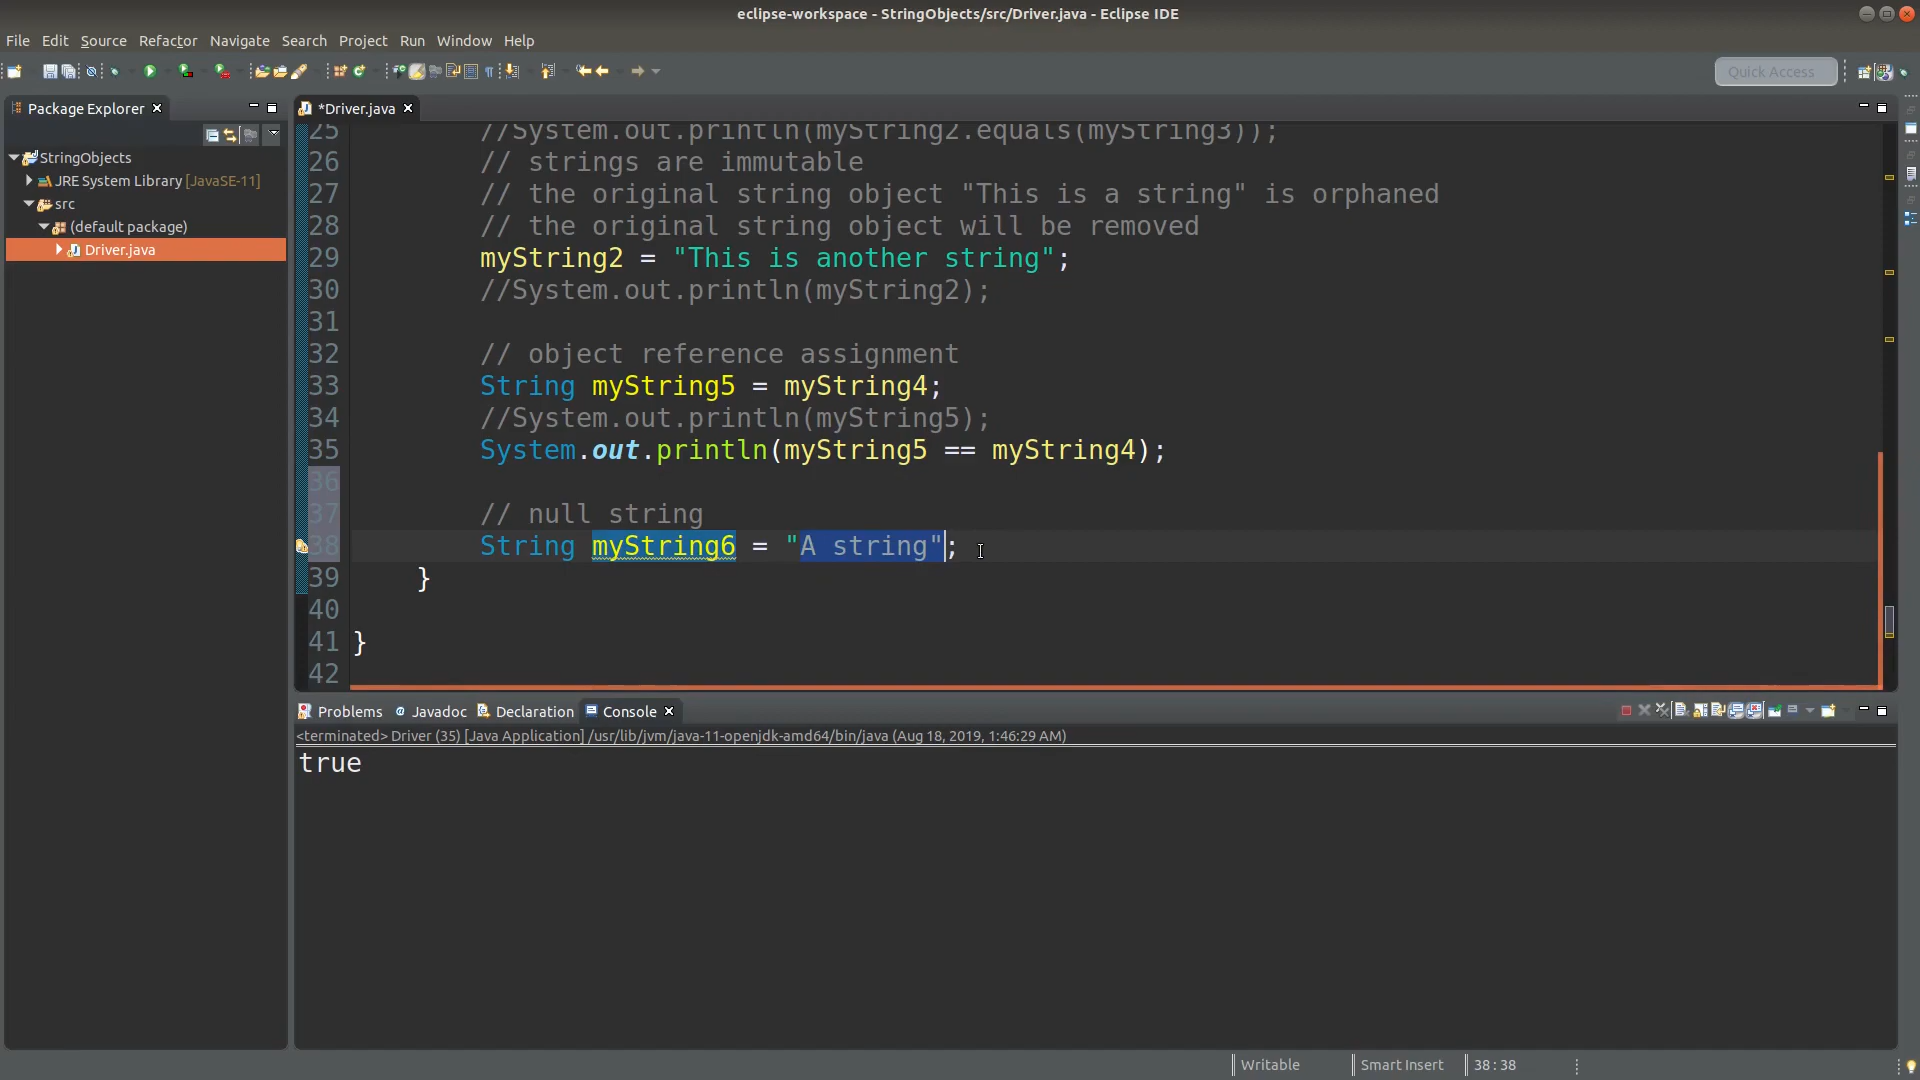 eclipse-workspace - StringObjects/src/Driver.java - Eclipse IDE
File Edit Source Refactor Navigate Search Project Run Window Help
Quick Access
Package Explorer
*Driver.java
StringObjects
JRE System Library [JavaSE-11]
src
(default package)
Driver.java
25 //System.out.println(myString2.equals(myString3));
26 // strings are immutable
27 // the original string object "This is a string" is orphaned
28 // the original string object will be removed
29 myString2 = "This is another string";
30 //System.out.println(myString2);
31
32 // object reference assignment
33 String myString5 = myString4;
34 //System.out.println(myString5);
35 System.out.println(myString5 == myString4);
36
37 // null string
38 String myString6 = "A string";
39 }
40
41 }
42
Problems Javadoc Declaration Console
<terminated> Driver (35) [Java Application] /usr/lib/jvm/java-11-openjdk-amd64/bin/java (Aug 18, 2019, 1:46:29 AM)
true
Writable Smart Insert 38:38